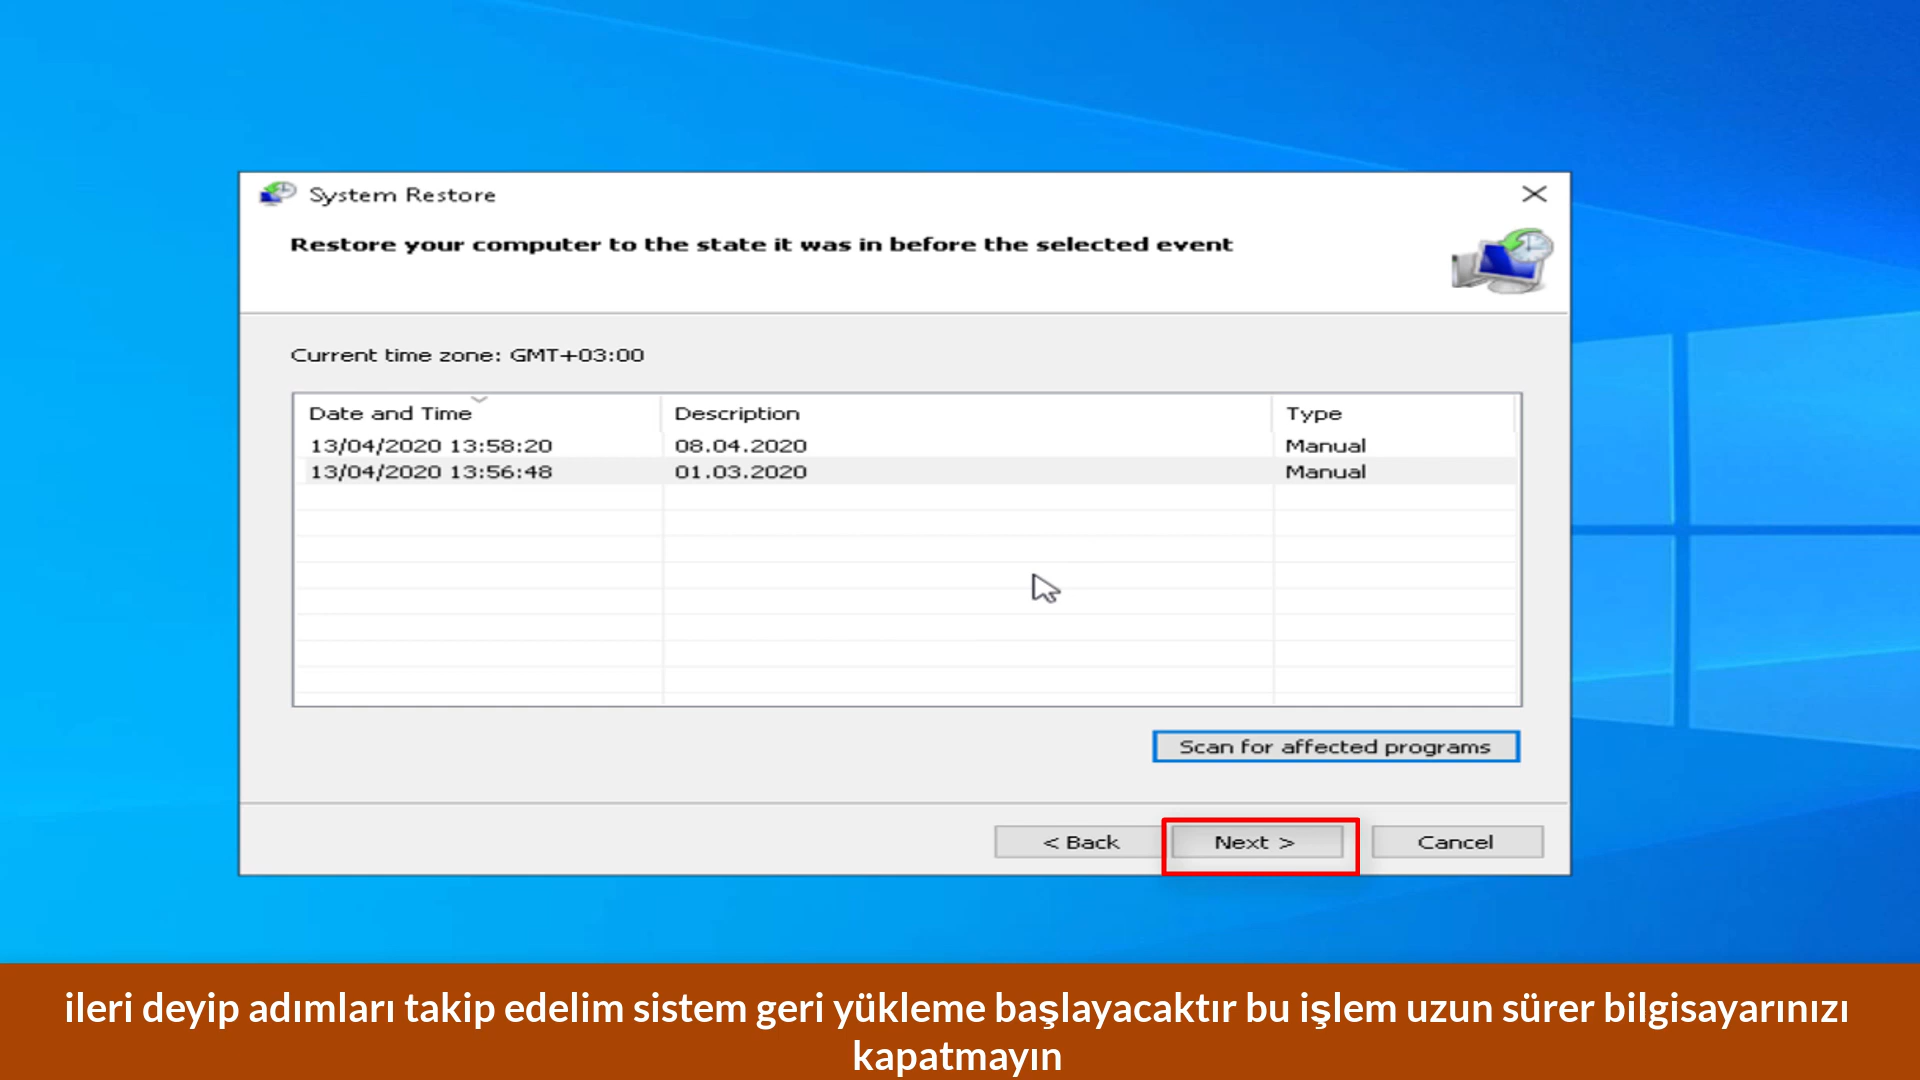 System Restore
Restore your computer to the state it was in before the selected event
Current time zone: GMT+03:00
Date and Time Description Type
13/04/2020 13:58:20 08.04.2020 Manual
13/04/2020 13:56:48 01.03.2020 Manual
Scan for affected programs
< Back Next > Cancel
ileri deyip adımları takip edelim sistem geri yükleme başlayacaktır bu işlem uzun sürer bilgisayarınızı
kapatmayın